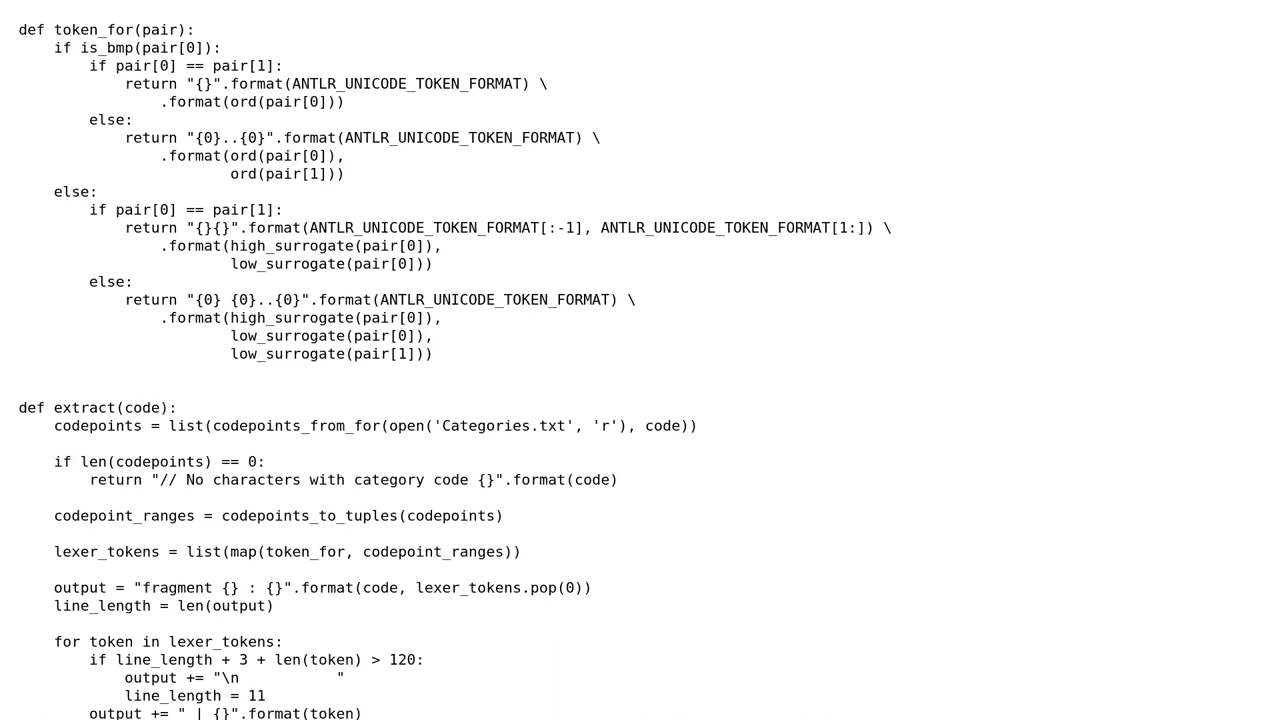 def token_for(pair):
    if is_bmp(pair[0]):
        if pair[0] == pair[1]:
            return "{}".format(ANTLR_UNICODE_TOKEN_FORMAT) \
                .format(ord(pair[0]))
        else:
            return "{0}..{0}".format(ANTLR_UNICODE_TOKEN_FORMAT) \
                .format(ord(pair[0]),
                        ord(pair[1]))
    else:
        if pair[0] == pair[1]:
            return "{}{}".format(ANTLR_UNICODE_TOKEN_FORMAT[:-1], ANTLR_UNICODE_TOKEN_FORMAT[1:]) \
                .format(high_surrogate(pair[0]),
                        low_surrogate(pair[0]))
        else:
            return "{0} {0}..{0}".format(ANTLR_UNICODE_TOKEN_FORMAT) \
                .format(high_surrogate(pair[0]),
                        low_surrogate(pair[0]),
                        low_surrogate(pair[1]))


def extract(code):
    codepoints = list(codepoints_from_for(open('Categories.txt', 'r'), code))

    if len(codepoints) == 0:
        return "// No characters with category code {}".format(code)

    codepoint_ranges = codepoints_to_tuples(codepoints)

    lexer_tokens = list(map(token_for, codepoint_ranges))

    output = "fragment {} : {}".format(code, lexer_tokens.pop(0))
    line_length = len(output)

    for token in lexer_tokens:
        if line_length + 3 + len(token) > 120:
            output += "\n           "
            line_length = 11
        output += " | {}".format(token)